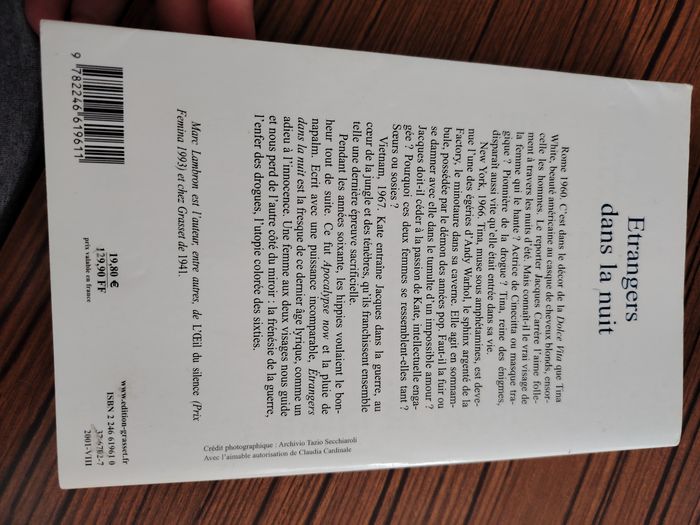 Etrangers
dans la nuit
Rome 1960. C'est dans le décor de la Dolce Vita que Tina
White, beauté américaine au casque de cheveux blonds, ensor-
celle les hommes. Le reporter Jacques Carrère l'aime folle-
ment à travers les nuits d'été. Mais connaît-il le vrai visage de
la femme qui le hante ? Actrice de Cinecitta ou masque tra-
gique ? Pionnière de la drogue ? Tina, reine des énigmes,
disparaît aussi vite qu'elle était entrée dans sa vie.
New York, 1966. Tina, muse sous amphétamines, est deve-
nue l'une des égéries d'Andy Warhol, le sphinx argenté de la
Factory, le minotaure dans sa caverne. Elle agit en somnam-
bule, possédée par le démon des années pop. Faut-il la fuir ou
se damner avec elle dans le tumulte d'un impossible amour ?
Jacques doit-il céder à la passion de Kate, intellectuelle enga-
gée ? Pourquoi ces deux femmes se ressemblent-elles tant ?
Sœurs ou sosies ?
Vietnam, 1967. Kate entraîne Jacques dans la guerre, au
cœur de la jungle et des ténèbres, qu'ils franchissent ensemble
telle une dernière épreuve sacrificielle.
Pendant les années soixante, les hippies voulaient le bon-
heur tout de suite. Ce fut Apocalypse now et la pluie de
napalm. Ecrit avec une puissance incomparable, Étrangers
dans la nuit est la fresque de ce dernier âge lyrique, comme un
adieu à l'innocence. Une femme aux deux visages nous guide
et nous perd de l'autre côté du miroir : la frénésie de la guerre,
l'enfer des drogues, l'utopie colorée des sixties.
Marc Lambron est l'auteur, entre autres, de L'Œil du silence (Prix
Femina 1993) et chez Grasset de 1941.
Crédit photographique : Archivio Tazio Secchiaroli
Avec l'aimable autorisation de Claudia Cardinale
9 782246 619611
19,80 €
129,90 FF
prix valable en france
www.edition-grasset.fr
ISBN 2 246 61961 0
32-6702-7
2001-VIII